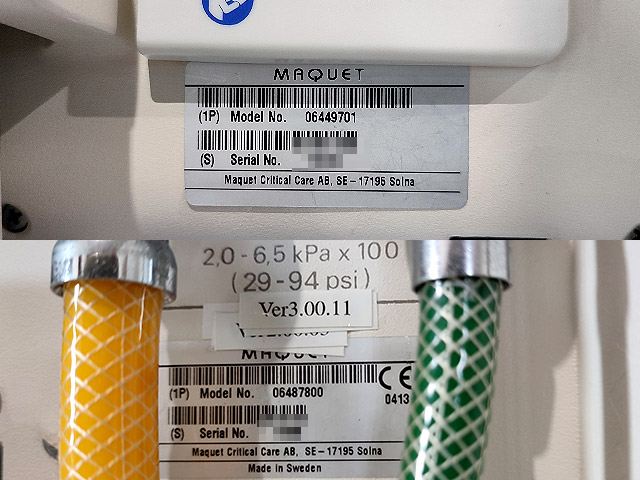 MAQUET
(1P) Model No. 06449701
(S) Serial No.
Maquet Critical Care AB, SE-17195 Solna
2,0-6,5 kPa x 100
(29-94 psi)
Ver3.00.11
MAQUET
(1P) Model No. 06487800
0413
(S) Serial No.
Maquet Critical Care AB, SE-17195 Solna
Made in Sweden